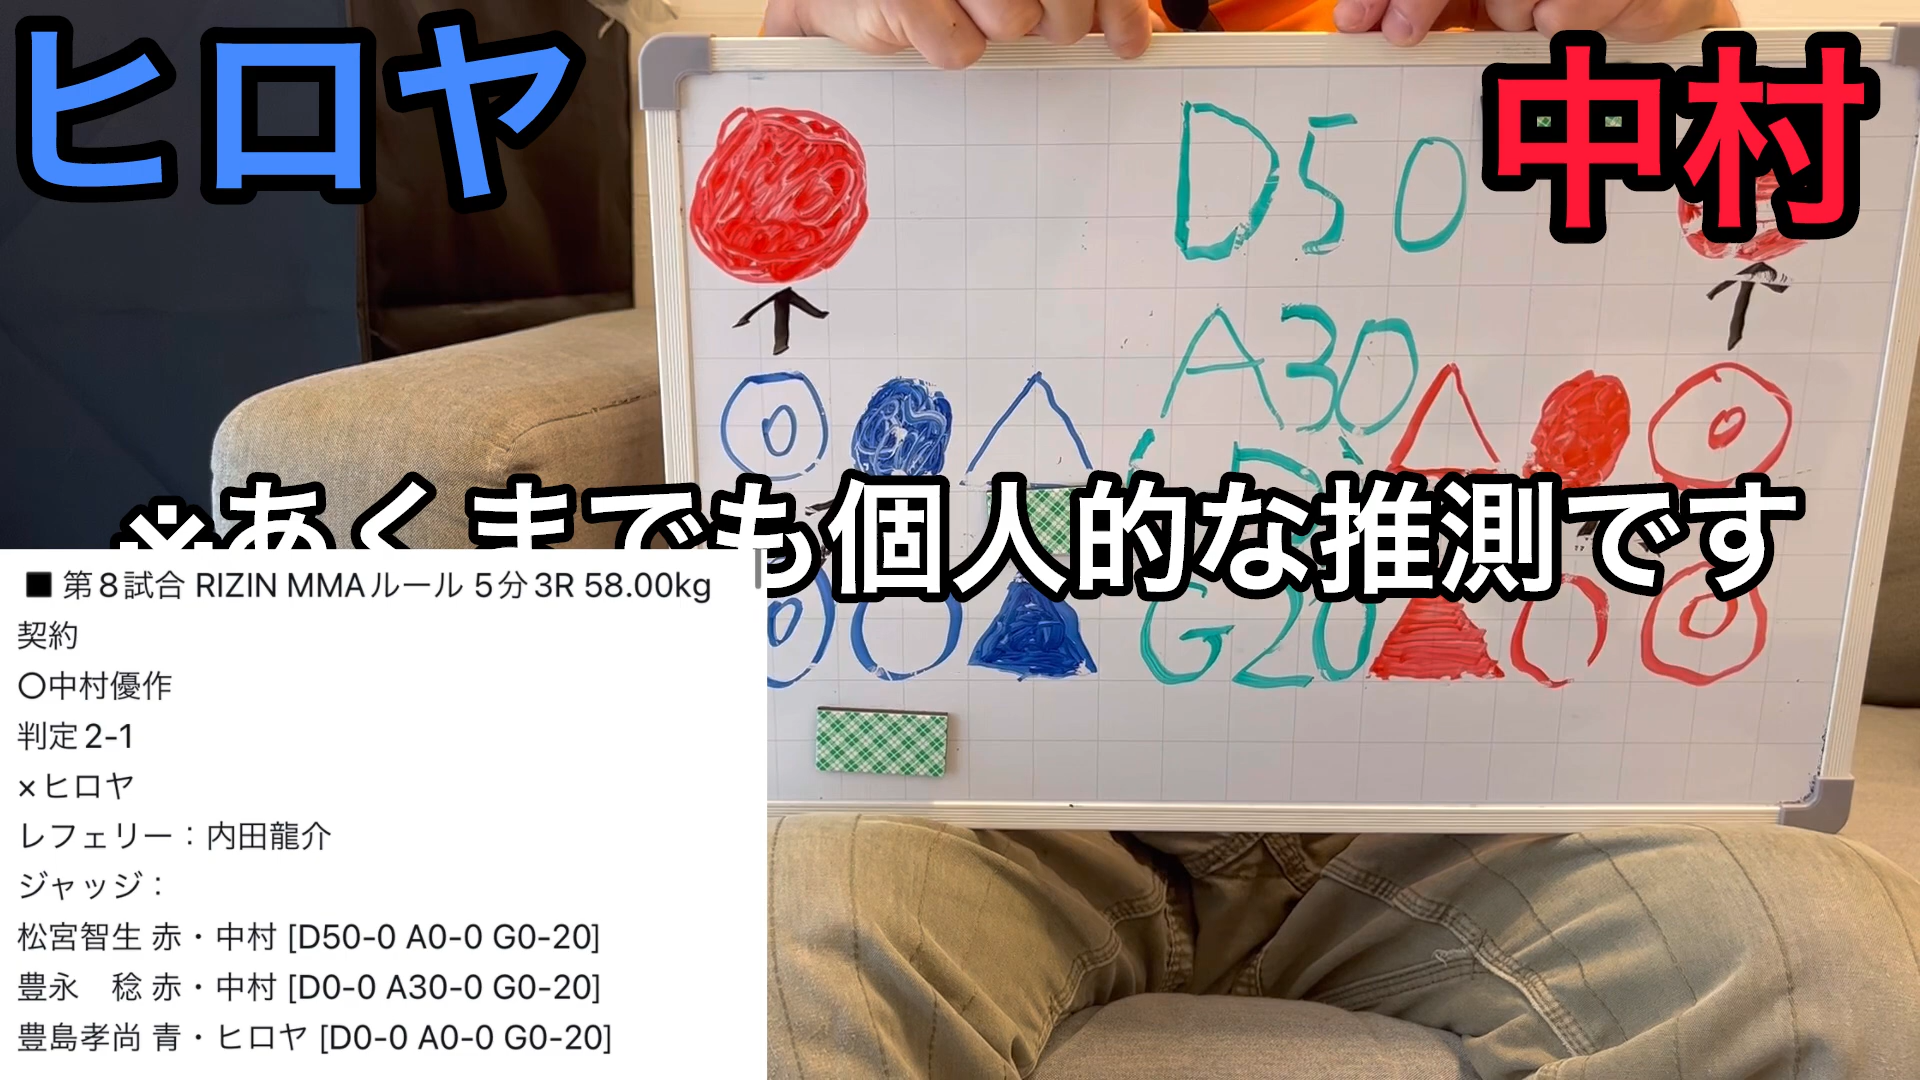 ヒロヤ
中村
D50
A30
※あくまでも個人的な推測です
G20
■ 第8試合 RIZIN MMAルール 5分3R 58.00kg
契約
〇中村優作
判定2-1
×ヒロヤ
レフェリー：内田龍介
ジャッジ：
松宮智生 赤・中村 [D50-0 A0-0 G0-20]
豊永　稔 赤・中村 [D0-0 A30-0 G0-20]
豊島孝尚 青・ヒロヤ [D0-0 A0-0 G0-20]